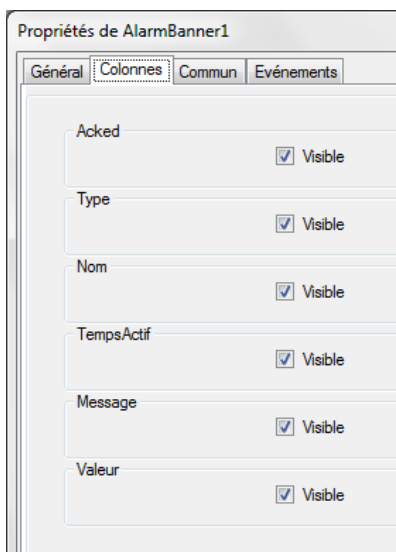 Propriétés de AlarmBanner1
Général Colonnes Commun Evénements
Acked
Visible
Type
Visible
Nom
Visible
TempsActif
Visible
Message
Visible
Valeur
Visible